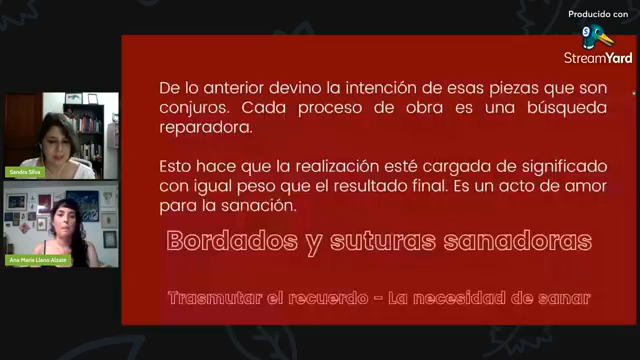 Producido con
StreamYard
De lo anterior devino la intención de esas piezas que son
conjuros. Cada proceso de obra es una búsqueda
reparadora.
Esto hace que la realización esté cargada de significado
con igual peso que el resultado final. Es un acto de amor
para la sanación.
Bordados y suturas sanadoras
Trasmutar el recuerdo - La necesidad de sanar
Sandra Silva
Ana María Llano Alzate